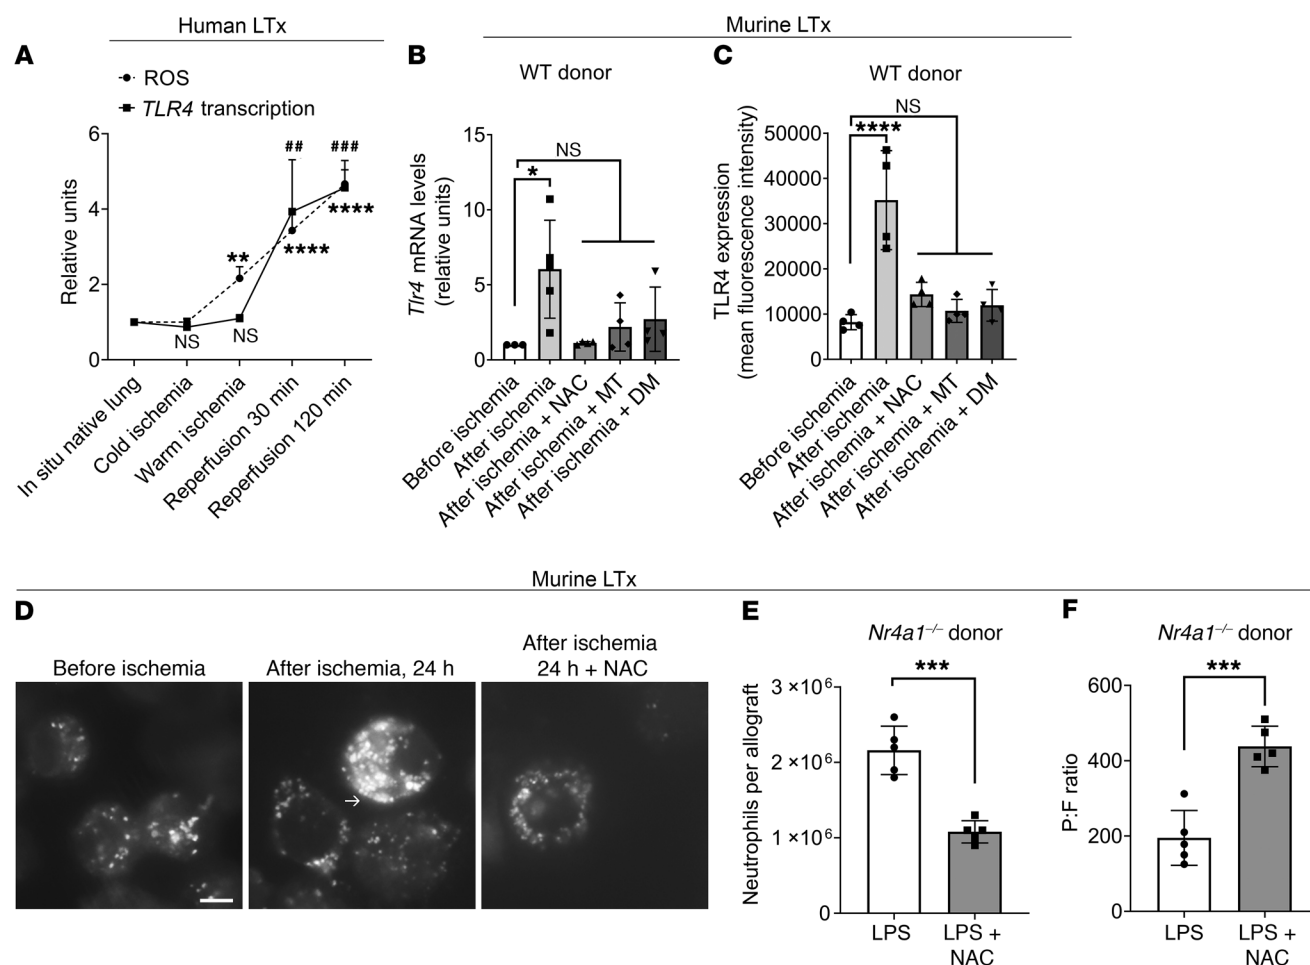 Human LTx
Murine LTx
A
ROS
TLR4 transcription
Relative units
6
4
2
0
##
###
**
****
****
NS
NS
In situ native lung
Cold ischemia
Warm ischemia
Reperfusion 30 min
Reperfusion 120 min
B
WT donor
Tlr4 mRNA levels
(relative units)
15
10
5
0
NS
*
Before ischemia
After ischemia
After ischemia + NAC
After ischemia + MT
After ischemia + DM
C
WT donor
TLR4 expression
(mean fluorescence intensity)
50000
40000
30000
20000
10000
0
NS
****
Before ischemia
After ischemia
After ischemia + NAC
After ischemia + MT
After ischemia + DM
Murine LTx
D
Before ischemia
After ischemia, 24 h
After ischemia
24 h + NAC
E
Nr4a1–/– donor
Neutrophils per allograft
3 ×10⁶
2 ×10⁶
1 ×10⁶
0
***
LPS
LPS +
NAC
F
Nr4a1–/– donor
P:F ratio
600
400
200
0
***
LPS
LPS +
NAC